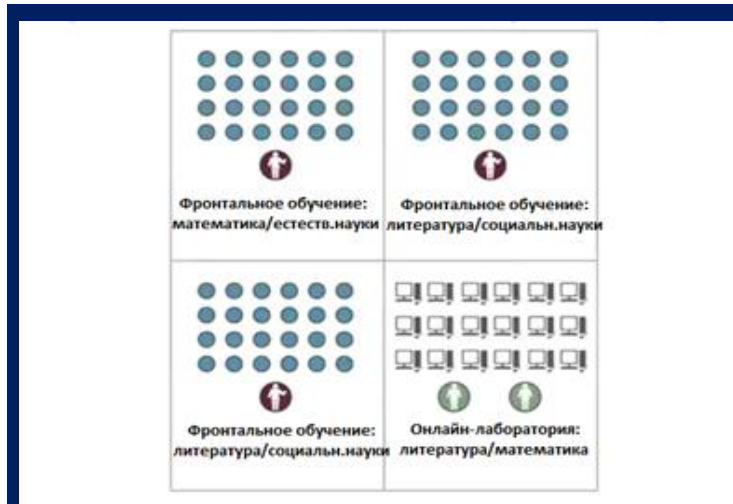 Фронтальное обучение:
математика/естеств.науки
Фронтальное обучение:
литература/социальн.науки
Фронтальное обучение:
литература/социальн.науки
Онлайн-лаборатория:
литература/математика